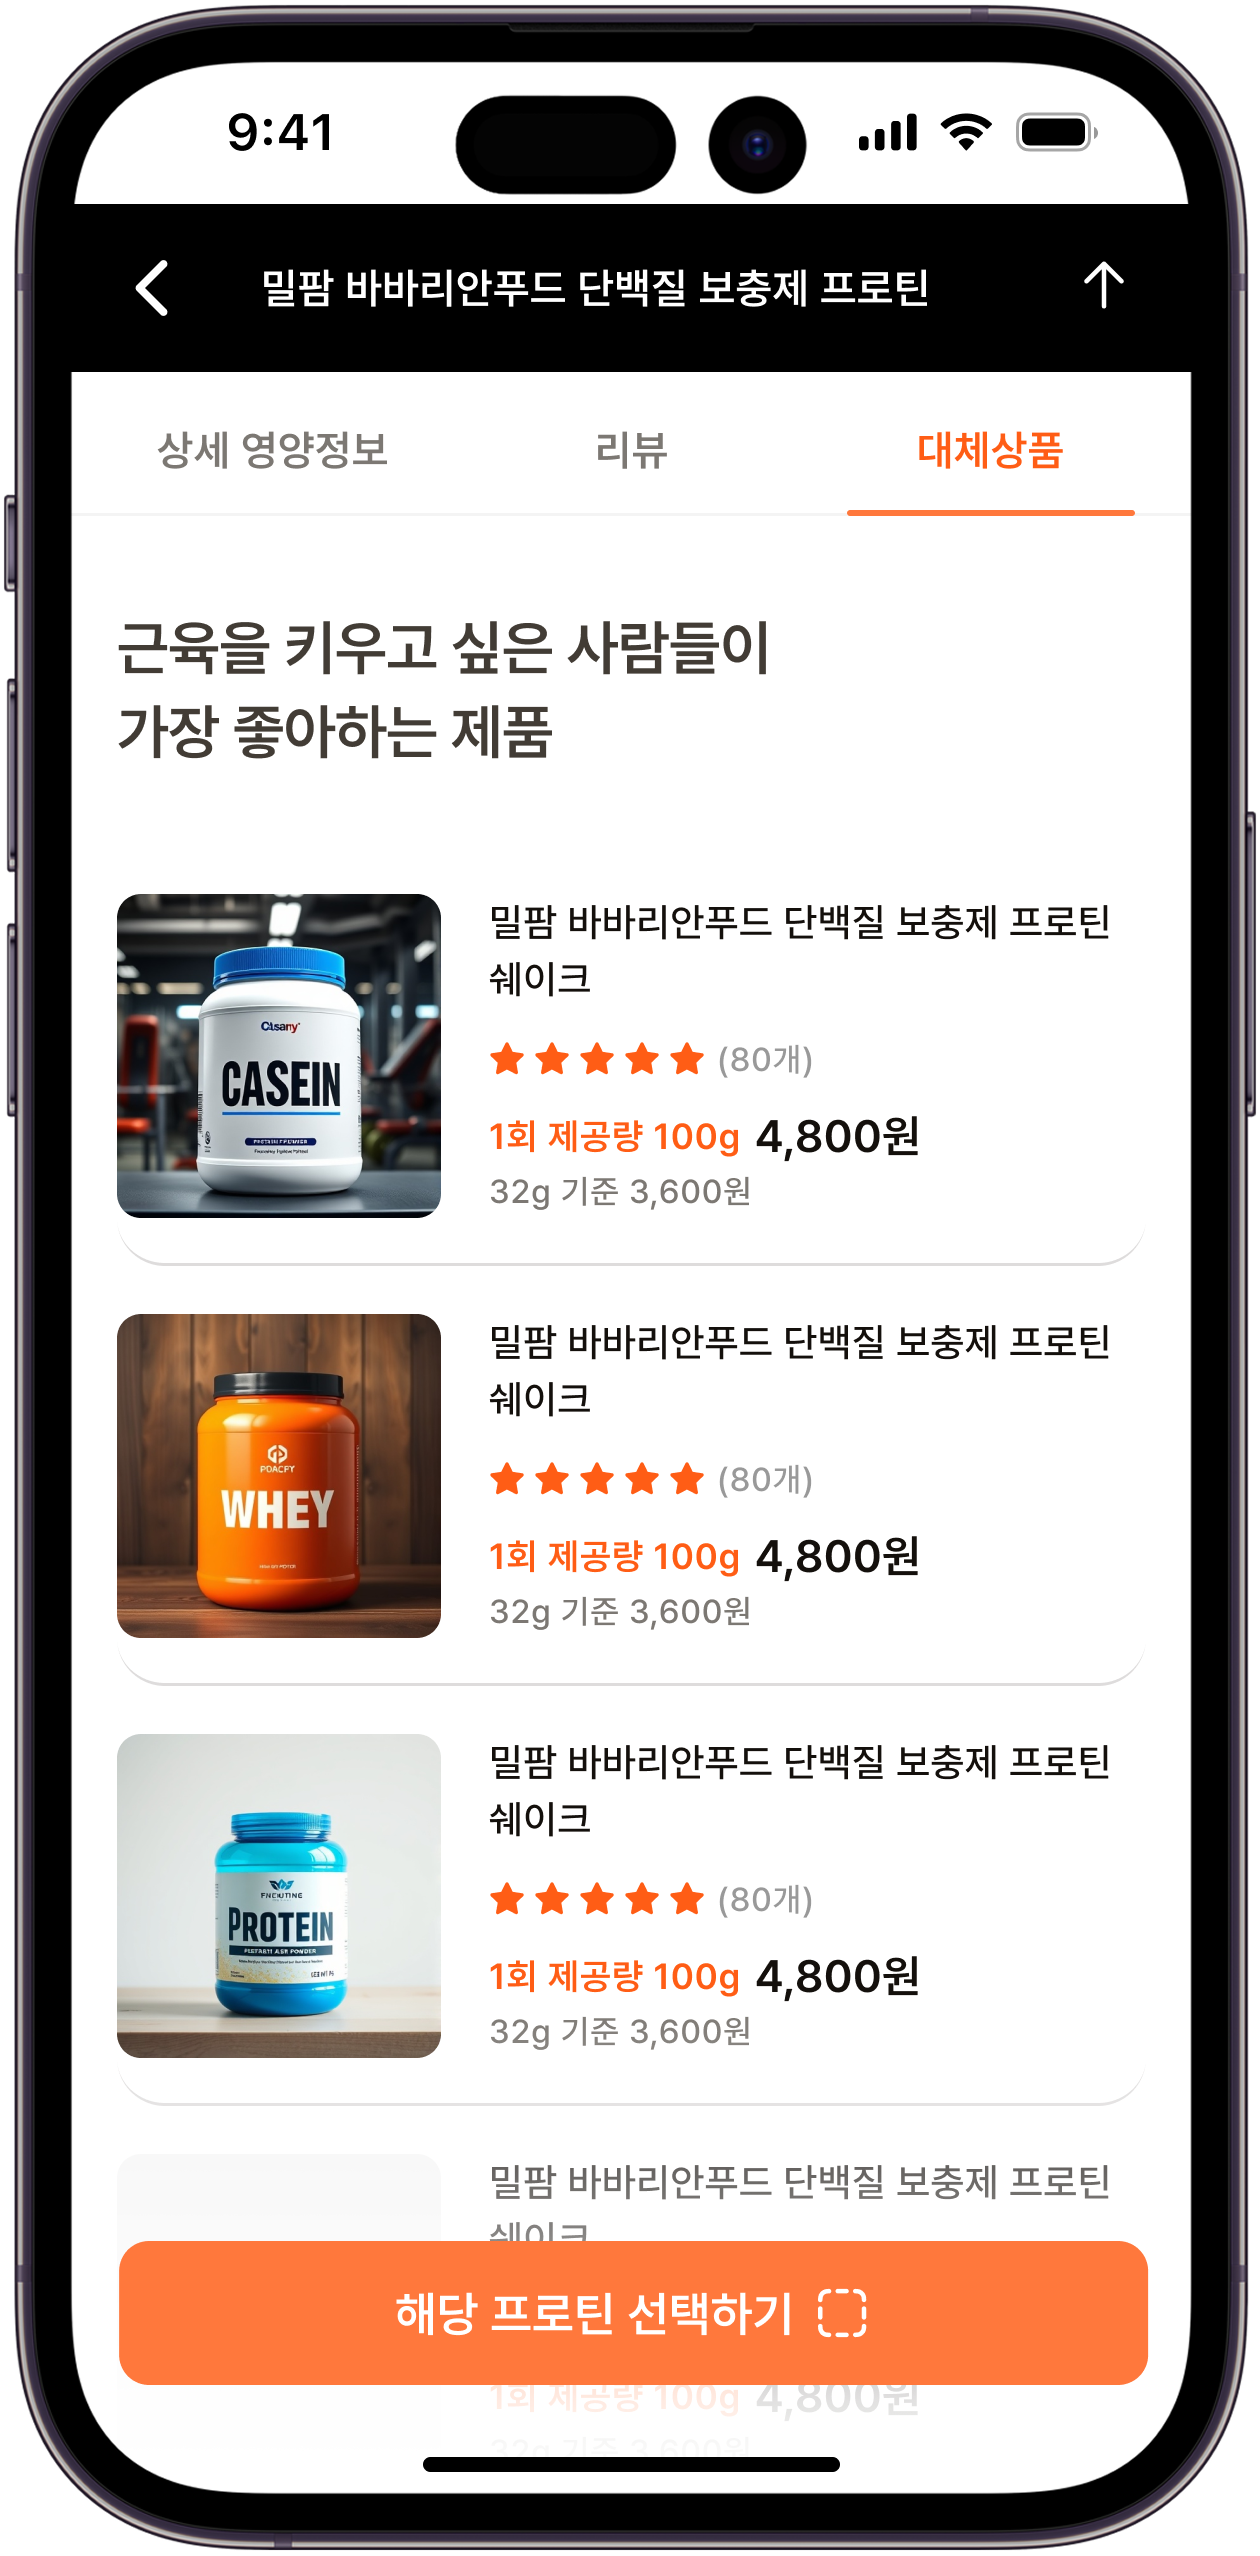 9:41
밀팜 바바리안푸드 단백질 보충제 프로틴
상세 영양정보
리뷰
대체상품
근육을 키우고 싶은 사람들이
가장 좋아하는 제품
CASEIN
밀팜 바바리안푸드 단백질 보충제 프로틴
쉐이크
(80개)
1회 제공량 100g 4,800원
32g 기준 3,600원
POACFY
WHEY
밀팜 바바리안푸드 단백질 보충제 프로틴
쉐이크
(80개)
1회 제공량 100g 4,800원
32g 기준 3,600원
PROTEIN
밀팜 바바리안푸드 단백질 보충제 프로틴
쉐이크
(80개)
1회 제공량 100g 4,800원
32g 기준 3,600원
밀팜 바바리안푸드 단백질 보충제 프로틴
쉐이크
해당 프로틴 선택하기
1회 제공량 100g 4,800원
32g 기준 3,600원